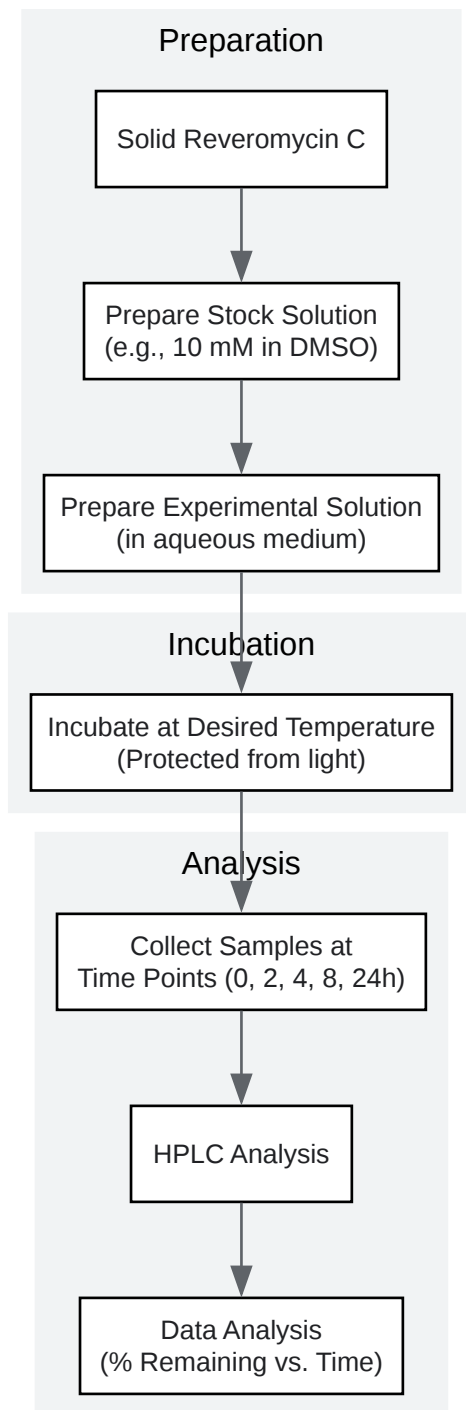 Preparation
Solid Reveromycin C
Prepare Stock Solution
(e.g., 10 mM in DMSO)
Prepare Experimental Solution
(in aqueous medium)
Incubation
Incubate at Desired Temperature
(Protected from light)
Analysis
Collect Samples at
Time Points (0, 2, 4, 8, 24h)
HPLC Analysis
Data Analysis
(% Remaining vs. Time)